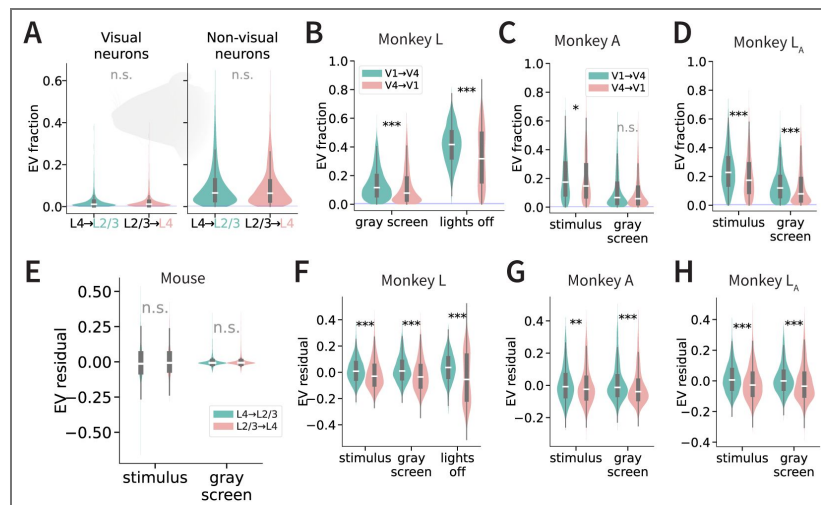 A
Visual
neurons
Non-visual
neurons
n.s.
n.s.
EV fraction
0.6
0.4
0.2
0.0
L4→L2/3 L2/3→L4
L4→L2/3 L2/3→L4
B
Monkey L
EV fraction
1.0
0.8
0.6
0.4
0.2
0.0
V1→V4
V4→V1
***
***
gray screen
lights off
C
Monkey A
EV fraction
1.0
0.8
0.6
0.4
0.2
0.0
V1→V4
V4→V1
*
n.s.
stimulus
gray
screen
D
Monkey LA
EV fraction
1.0
0.8
0.6
0.4
0.2
0.0
***
***
stimulus
gray
screen
E
Mouse
EV residual
0.50
0.25
0.00
−0.25
−0.50
n.s.
n.s.
L4→L2/3
L2/3→L4
stimulus
gray
screen
F
Monkey L
EV residual
0.4
0.2
0.0
−0.2
−0.4
***
***
***
stimulus
gray
screen
lights
off
G
Monkey A
EV residual
0.4
0.2
0.0
−0.2
**
***
stimulus
gray
screen
H
Monkey LA
EV residual
0.4
0.2
0.0
−0.2
−0.4
***
***
stimulus
gray
screen